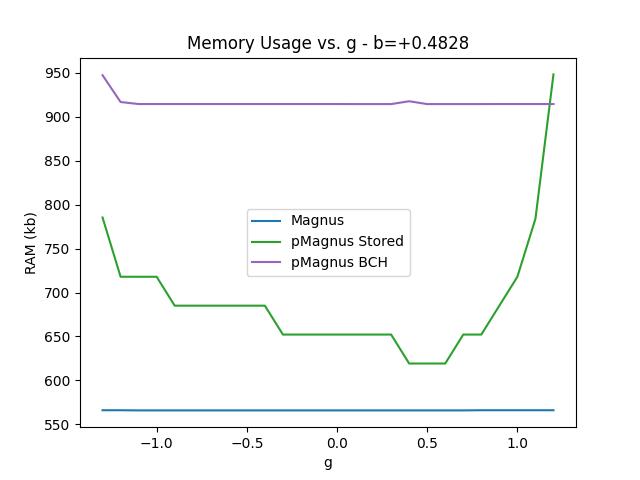 Memory Usage vs. g - b=+0.4828
950
900
850
800
750
700
650
600
550
RAM (kb)
Magnus
pMagnus Stored
pMagnus BCH
−1.0 −0.5 0.0 0.5 1.0
g